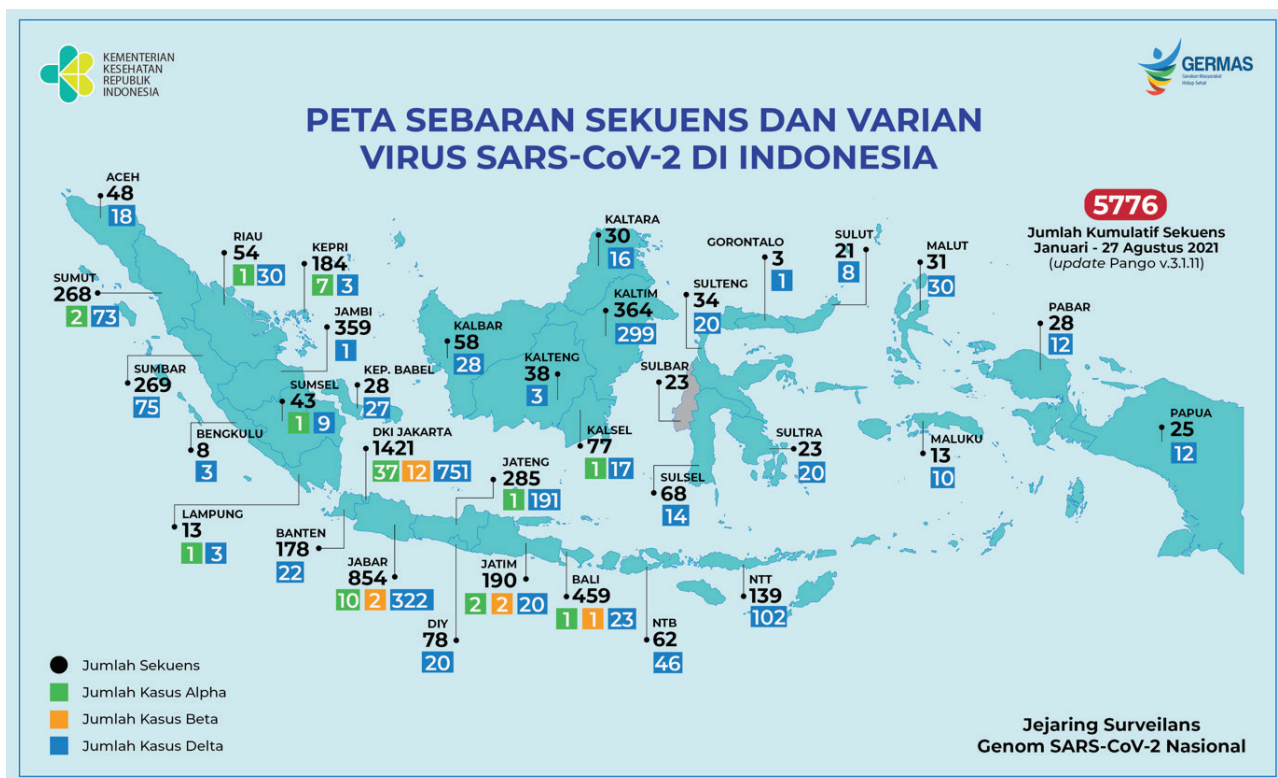 KEMENTERIAN
KESEHATAN
REPUBLIK
INDONESIA
GERMAS
Gerakan Masyarakat
Hidup Sehat
PETA SEBARAN SEKUENS DAN VARIAN
VIRUS SARS-CoV-2 DI INDONESIA
5776
Jumlah Kumulatif Sekuens
Januari - 27 Agustus 2021
(update Pango v.3.1.11)
ACEH
48
18
RIAU
54
1 30
KEPRI
184
7 3
SUMUT
268
2 73
JAMBI
359
1
SUMBAR
269
75
SUMSEL
43
1 9
KEP. BABEL
28
27
BENGKULU
8
3
LAMPUNG
13
1 3
DKI JAKARTA
1421
37 12 751
BANTEN
178
22
JABAR
854
10 2 322
JATENG
285
1 191
DIY
78
20
JATIM
190
2 2 20
BALI
459
1 1 23
NTB
62
46
NTT
139
102
KALBAR
58
28
KALTENG
38
3
KALSEL
77
1 17
KALTIM
364
299
KALTARA
30
16
GORONTALO
3
1
SULUT
21
8
SULTENG
34
20
SULBAR
23
SULSEL
68
14
SULTRA
23
20
MALUT
31
30
MALUKU
13
10
PABAR
28
12
PAPUA
25
12
Jumlah Sekuens
Jumlah Kasus Alpha
Jumlah Kasus Beta
Jumlah Kasus Delta
Jejaring Surveilans
Genom SARS-CoV-2 Nasional